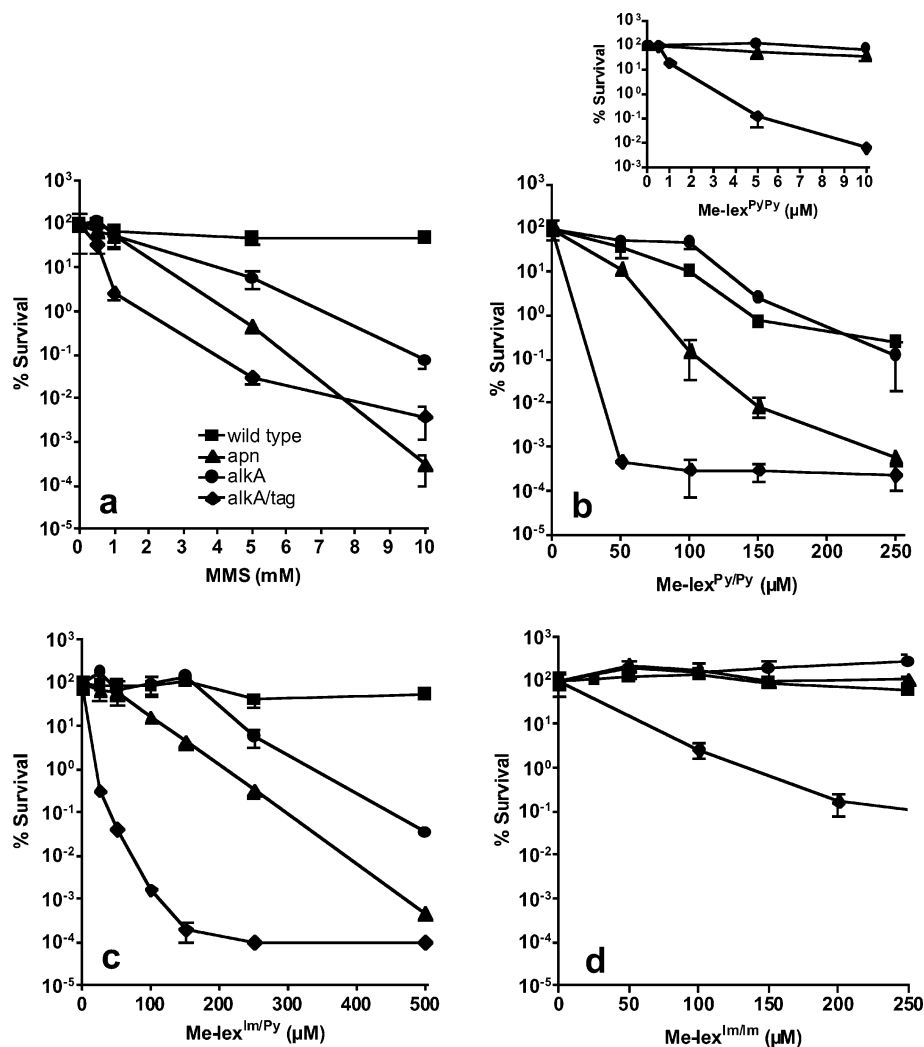 10³
10²
10¹
10⁰
10⁻¹
10⁻²
10⁻³
% Survival
0 1 2 3 4 5 6 7 8 9 10
Me-lex^Py/Py (µM)
10³
10²
10¹
10⁰
10⁻¹
10⁻²
10⁻³
10⁻⁴
10⁻⁵
% Survival
wild type
apn
alkA
alkA/tag
a
0 1 2 3 4 5 6 7 8 9 10
MMS (mM)
10³
10²
10¹
10⁰
10⁻¹
10⁻²
10⁻³
10⁻⁴
10⁻⁵
% Survival
b
0 50 100 150 200 250
Me-lex^Py/Py (µM)
10³
10²
10¹
10⁰
10⁻¹
10⁻²
10⁻³
10⁻⁴
10⁻⁵
% Survival
c
0 100 200 300 400 500
Me-lex^Im/Py (µM)
10³
10²
10¹
10⁰
10⁻¹
10⁻²
10⁻³
10⁻⁴
10⁻⁵
% Survival
d
0 50 100 150 200 250
Me-lex^Im/Im (µM)